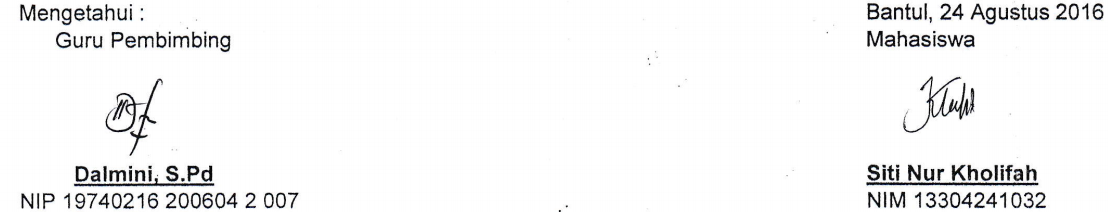 Mengetahui :
Guru Pembimbing
Dalmini, S.Pd
NIP 19740216 200604 2 007
Bantul, 24 Agustus 2016
Mahasiswa
Siti Nur Kholifah
NIM 13304241032